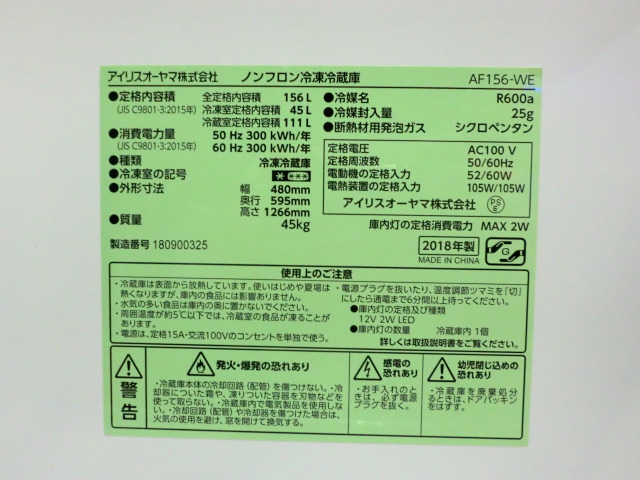 アイリスオーヤマ株式会社 ノンフロン冷凍冷蔵庫 AF156-WE
●定格内容積 全定格内容積 156 L
(JIS C9801-3:2015年) 冷凍室定格内容積 45 L
冷蔵室定格内容積 111 L
●消費電力量 50 Hz 300 kWh/年
(JIS C9801-3:2015年) 60 Hz 300 kWh/年
●種類 冷凍冷蔵庫
●冷凍室の記号
●外形寸法 幅 480mm
奥行 595mm
高さ 1266mm
●質量 45kg
製造番号 180900325
●冷媒名 R600a
●冷媒封入量 25g
●断熱材用発泡ガス シクロペンタン
定格電圧 AC100 V
定格周波数 50/60Hz
電動機の定格入力 52/60W
電熱装置の定格入力 105W/105W
アイリスオーヤマ株式会社 PSE
庫内灯の定格消費電力 MAX 2W
2018年製
MADE IN CHINA
G
使用上のご注意
・冷蔵庫は表面から放熱しています。使いはじめや夏場は
熱くなりますが、庫内の食品には影響ありません。
・水気の多い食品は庫内の奥に置かないでください。
周囲温度が約5℃以下では、冷蔵室の食品が凍ることが
あります。
・電源は、定格15A・交流100Vのコンセントを単独で使う。
・電源プラグを抜いたり、温度調節ツマミを「切」
にしたら通電まで6分間以上待ってください。
●庫内灯の定格及び種類
12V 2W LED
●庫内灯の数量 冷蔵庫内 1個
詳しくは取扱説明書をご覧ください。
警告
発火・爆発の恐れあり
・冷蔵庫本体の冷却回路(配管)を傷つけない。・冷
却器についた霜や、凍りついた容器を刃物などを
使って取らない。・冷蔵庫内で電気製品を使用しな
い。・冷却回路(配管)や冷却器を傷つけた場合は、
火気の使用を避け、窓を開けて換気する。
感電の
恐れあり
・お手入れのとき
は、必ず電源
プラグを抜く。
幼児閉じ込めの
恐れあり
・冷蔵庫を廃棄処分
するときは、ドアパッキン
をはずす。